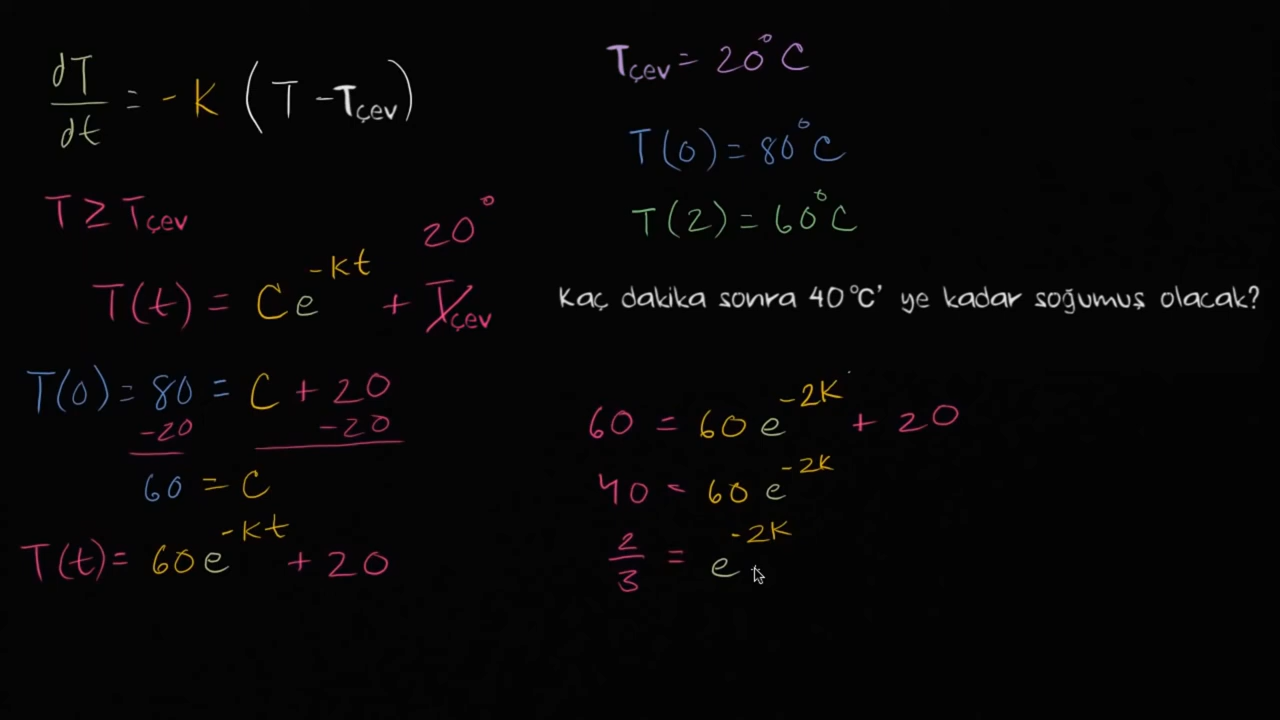 dT/dt = -K (T - Tçev)
T ≥ Tçev
20°
T(t) = Ce^-Kt + Tçev
T(0) = 80 = C + 20
-20 -20
60 = C
T(t) = 60e^-Kt + 20
Tçev = 20°C
T(0) = 80°C
T(2) = 60°C
Kaç dakika sonra 40°C' ye kadar soğumuş olacak?
60 = 60e^-2K + 20
40 = 60e^-2K
2/3 = e^-2K